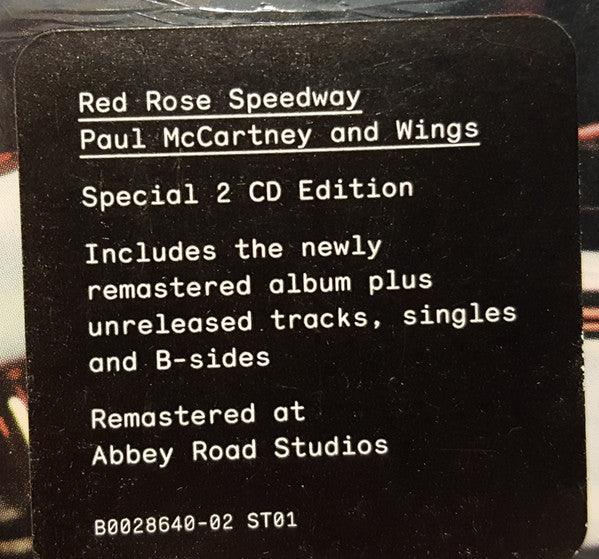 Red Rose Speedway
Paul McCartney and Wings
Special 2 CD Edition
Includes the newly
remastered album plus
unreleased tracks, singles
and B-sides
Remastered at
Abbey Road Studios
B0028640-02 ST01